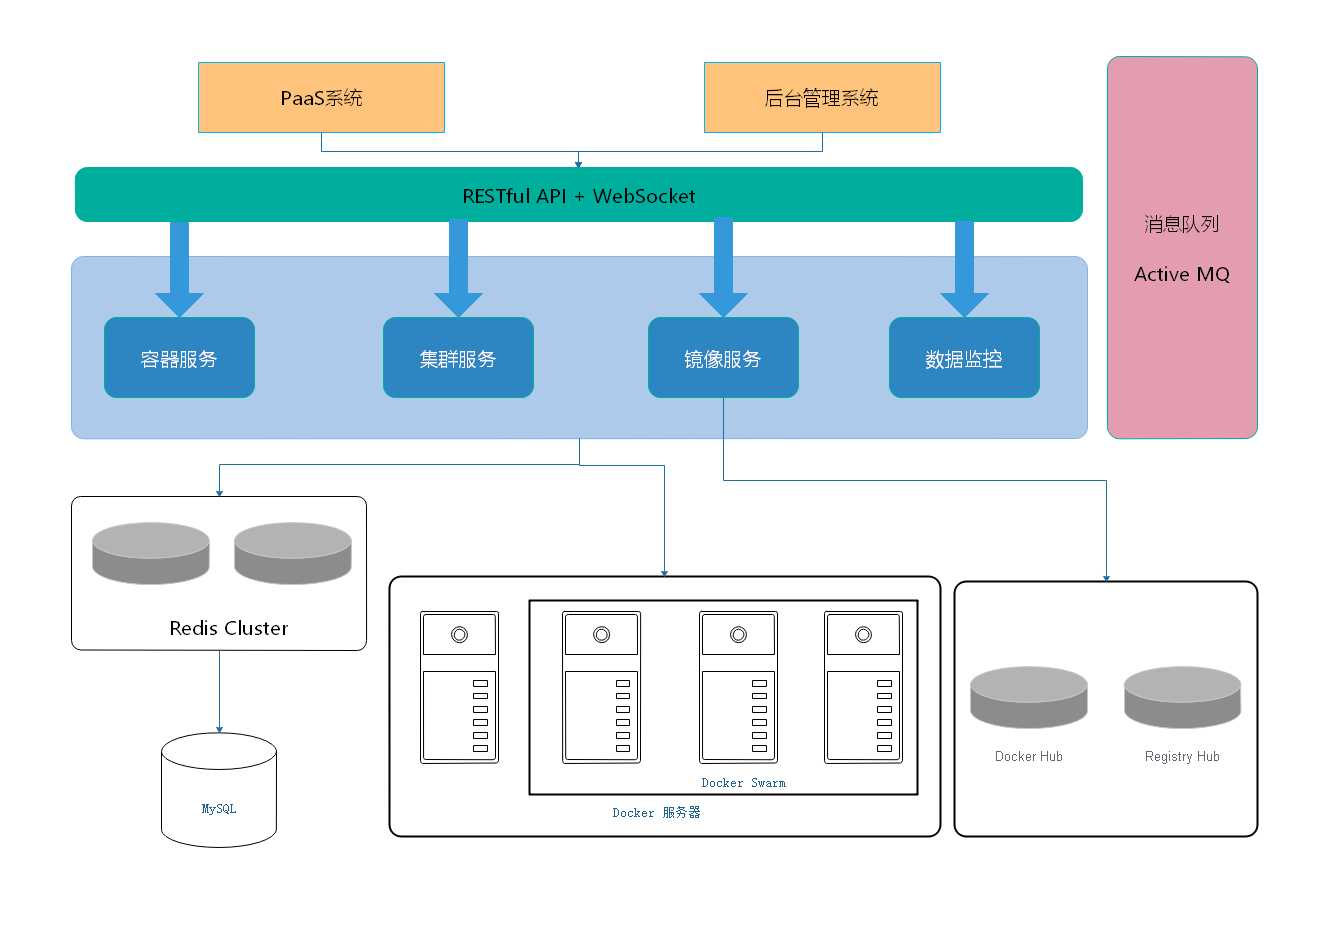 PaaS系统
后台管理系统
RESTful API + WebSocket
消息队列
Active MQ
容器服务
集群服务
镜像服务
数据监控
Redis Cluster
MySQL
Docker Swarm
Docker 服务器
Docker Hub
Registry Hub